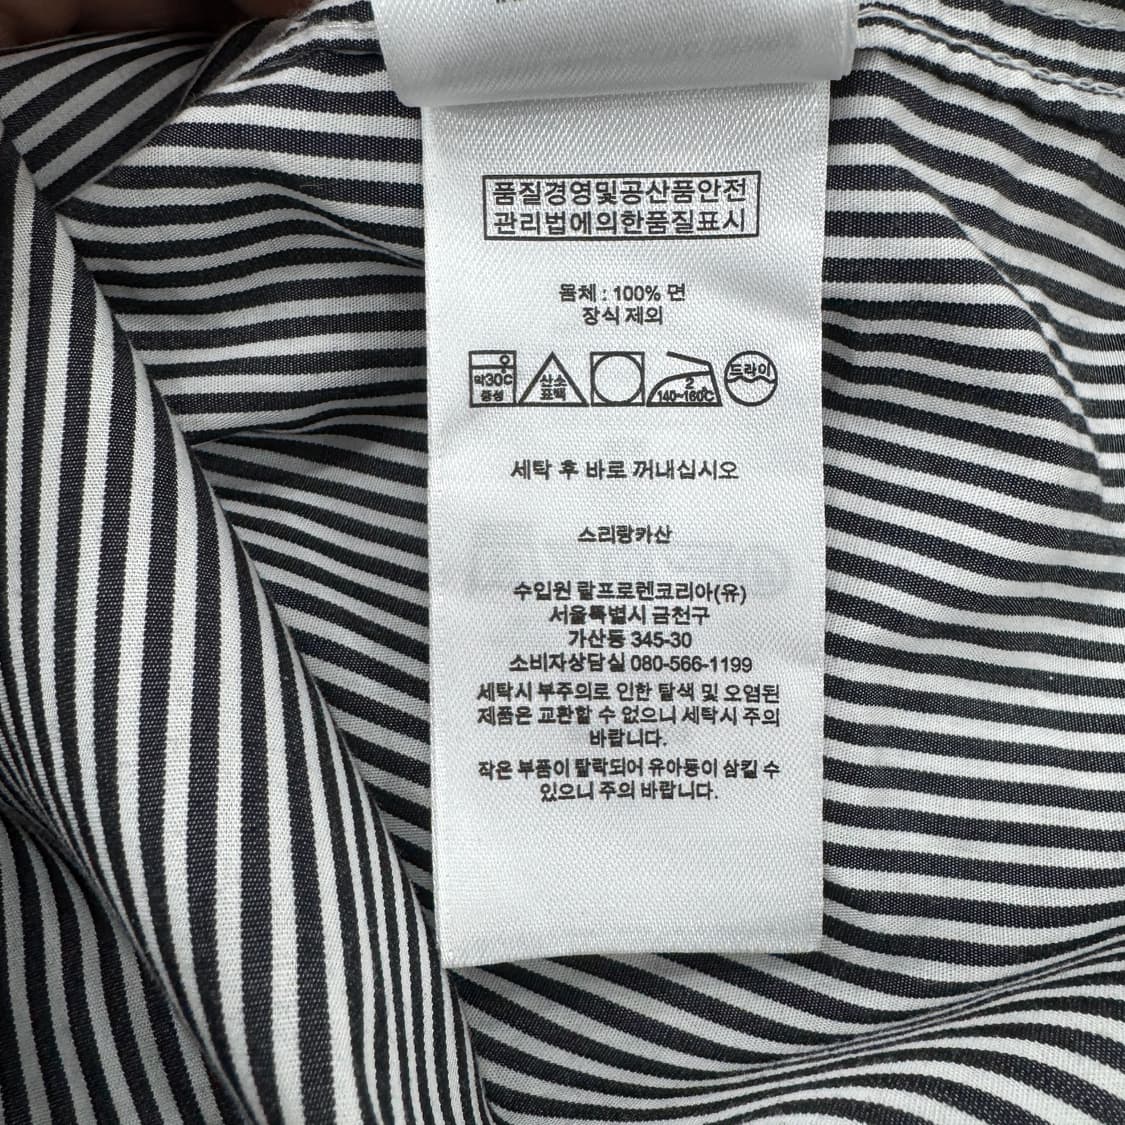 품질경영및공산품안전
관리법에의한품질표시
몸체 : 100% 면
장식 제외
약30℃
중성
산소
표백
2
140~160℃
드라이
세탁 후 바로 꺼내십시오
스리랑카산
수입원 랄프로렌코리아(유)
서울특별시 금천구
가산동 345-30
소비자상담실 080-566-1199
세탁시 부주의로 인한 탈색 및 오염된
제품은 교환할 수 없으니 세탁시 주의
바랍니다.
작은 부품이 탈락되어 유아등이 삼킬 수
있으니 주의 바랍니다.